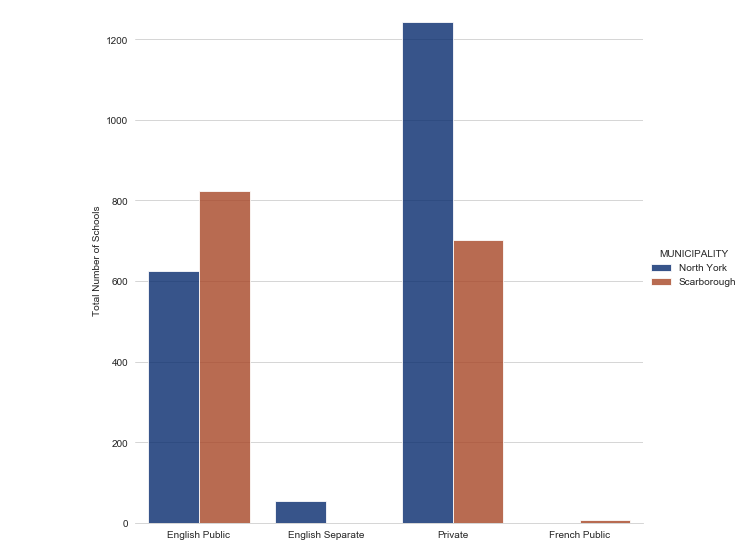 1200
1000
800
600
400
200
0
Total Number of Schools
English Public
English Separate
Private
French Public
MUNICIPALITY
North York
Scarborough